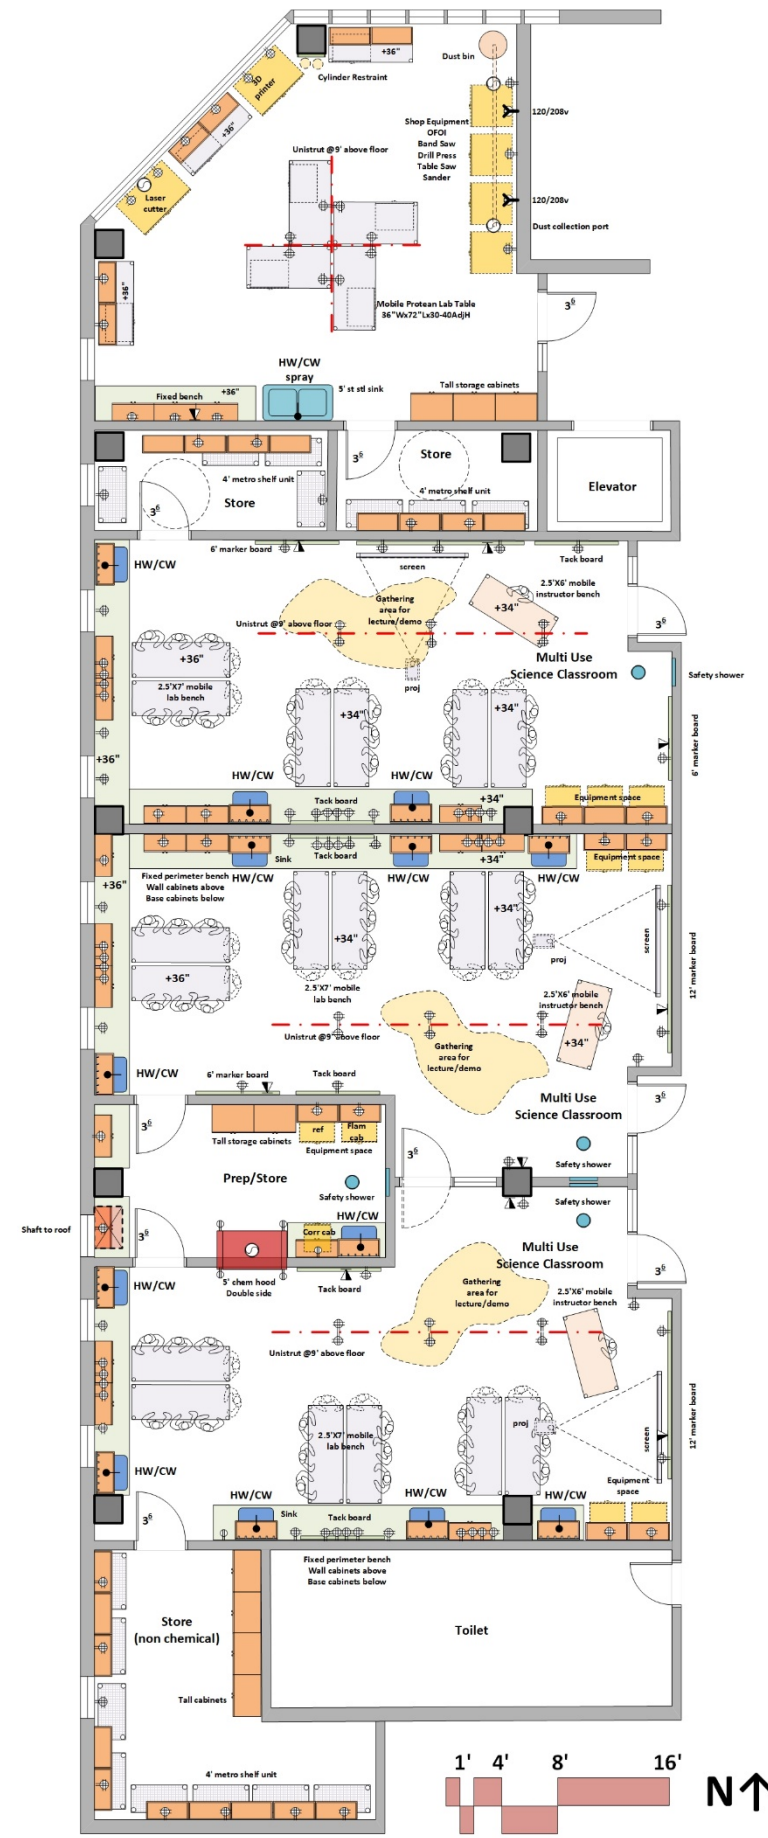 +36"
Dust bin
Cylinder Restraint
3D
printer
+36"
120/208v
Shop Equipment
OFOI
Band Saw
Drill Press
Table Saw
Sander
Unistrut @9' above floor
Laser
cutter
120/208v
Dust collection port
+36"
Mobile Protean Lab Table
36"Wx72"Lx30-40AdjH
3⁶
HW/CW
spray
5' st stl sink
Fixed bench
+36"
Tall storage cabinets
3⁶
Store
4' metro shelf unit
Store
4' metro shelf unit
3⁶
Elevator
6' marker board
HW/CW
screen
Tack board
2.5'X6' mobile
instructor bench
Gathering
area for
lecture/demo
+34"
Unistrut @9' above floor
3⁶
+36"
Multi Use
Science Classroom
Safety shower
2.5'X7' mobile
lab bench
proj
+34"
+34"
6' marker board
+36"
HW/CW
HW/CW
Tack board
+34"
Equipment space
Sink
Tack board
+34"
Equipment space
HW/CW
HW/CW
HW/CW
Fixed perimeter bench
Wall cabinets above
Base cabinets below
+36"
+34"
+34"
proj
screen
12' marker board
+36"
2.5'X7' mobile
lab bench
2.5'X6' mobile
instructor bench
Unistrut @9" above floor
Gathering
area for
lecture/demo
+34"
HW/CW
6' marker board
Tack board
Multi Use
Science Classroom
3⁶
3⁶
Tall storage cabinets
ref
Flam
cab
Equipment space
3⁶
Prep/Store
Safety shower
Safety shower
Safety shower
Shaft to roof
3⁶
HW/CW
Corr cab
Multi Use
Science Classroom
3⁶
HW/CW
5' chem hood
Double side
Tack board
Gathering
area for
lecture/demo
2.5'X6' mobile
instructor bench
Unistrut @9' above floor
2.5'X7' mobile
lab bench
proj
screen
12' marker board
HW/CW
Equipment
space
HW/CW
HW/CW
HW/CW
3⁶
Sink
Tack board
Fixed perimeter bench
Wall cabinets above
Base cabinets below
Store
(non chemical)
Toilet
Tall cabinets
4' metro shelf unit
1' 4' 8' 16'
N